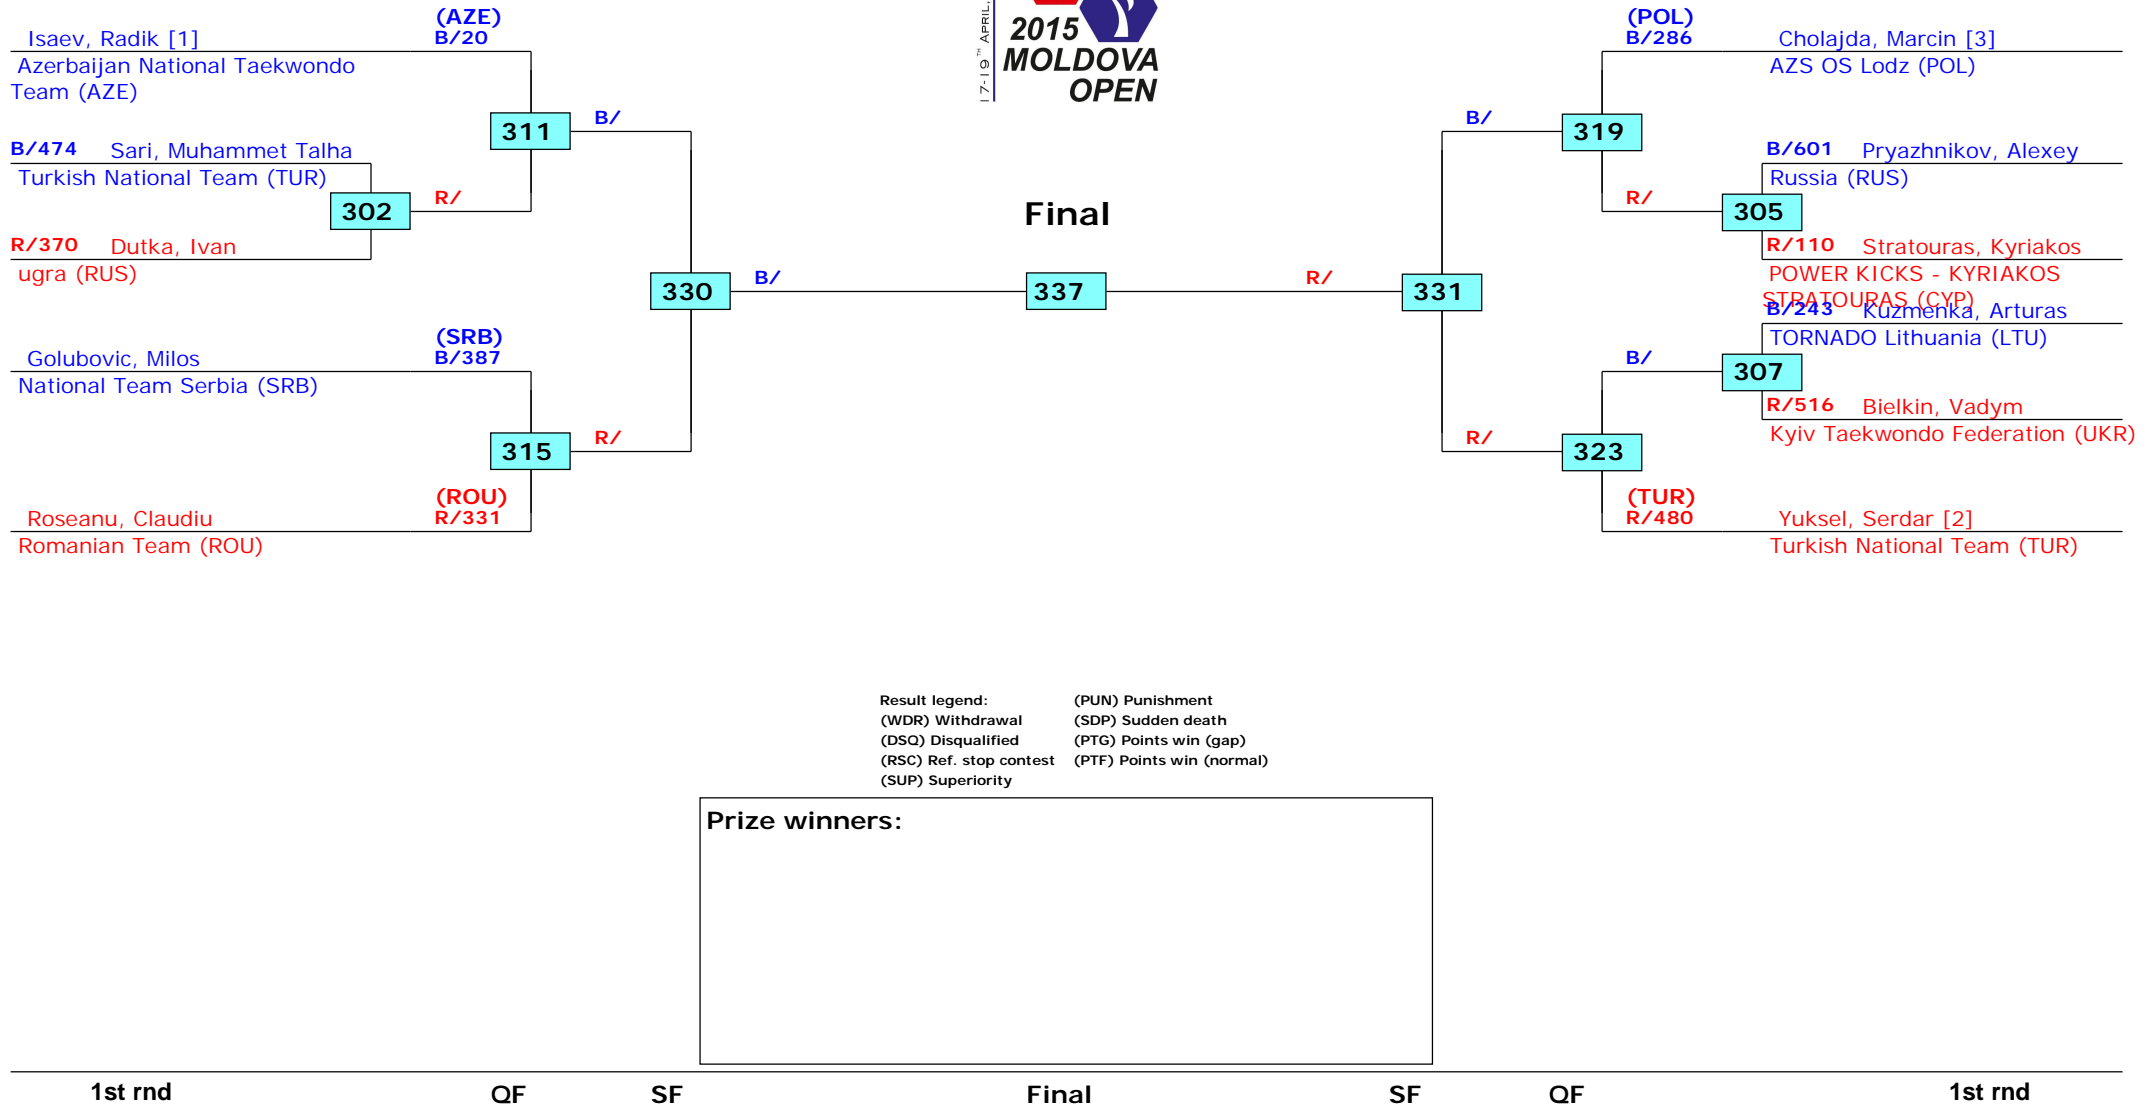 17-19TH APRIL,
2015
MOLDOVA
OPEN
(AZE)
Isaev, Radik [1] B/20
Azerbaijan National Taekwondo
Team (AZE)
311
B/
B/474 Sari, Muhammet Talha
Turkish National Team (TUR)
302
R/
R/370 Dutka, Ivan
ugra (RUS)
330
B/
(SRB)
Golubovic, Milos B/387
National Team Serbia (SRB)
315
R/
(ROU)
Roseanu, Claudiu R/331
Romanian Team (ROU)
Final
337
(POL)
B/286 Cholajda, Marcin [3]
AZS OS Lodz (POL)
B/
319
B/601 Pryazhnikov, Alexey
Russia (RUS)
R/
305
R/110 Stratouras, Kyriakos
POWER KICKS - KYRIAKOS
STRATOURAS (CYP)
R/
331
B/243 Kuzmenka, Arturas
TORNADO Lithuania (LTU)
B/
307
R/516 Bielkin, Vadym
Kyiv Taekwondo Federation (UKR)
R/
323
(TUR)
R/480 Yuksel, Serdar [2]
Turkish National Team (TUR)
Result legend: (PUN) Punishment
(WDR) Withdrawal (SDP) Sudden death
(DSQ) Disqualified (PTG) Points win (gap)
(RSC) Ref. stop contest (PTF) Points win (normal)
(SUP) Superiority
Prize winners:
1st rnd QF SF Final SF QF 1st rnd